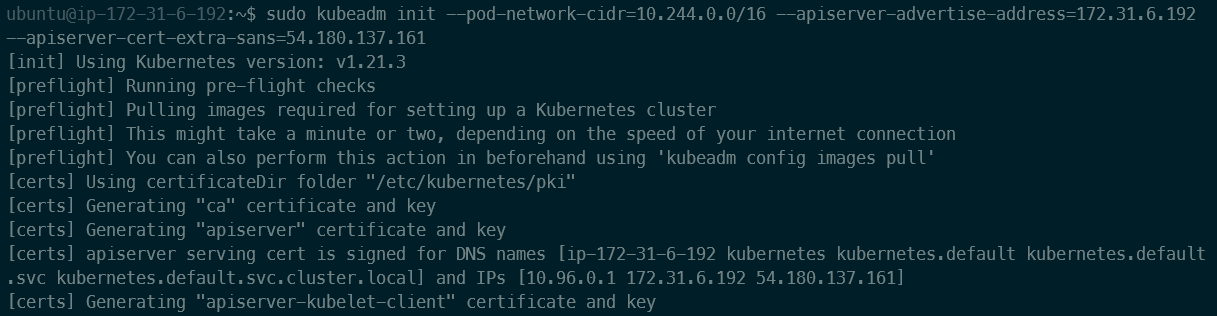 ubuntu@ip-172-31-6-192:~$ sudo kubeadm init --pod-network-cidr=10.244.0.0/16 --apiserver-advertise-address=172.31.6.192
--apiserver-cert-extra-sans=54.180.137.161
[init] Using Kubernetes version: v1.21.3
[preflight] Running pre-flight checks
[preflight] Pulling images required for setting up a Kubernetes cluster
[preflight] This might take a minute or two, depending on the speed of your internet connection
[preflight] You can also perform this action in beforehand using 'kubeadm config images pull'
[certs] Using certificateDir folder "/etc/kubernetes/pki"
[certs] Generating "ca" certificate and key
[certs] Generating "apiserver" certificate and key
[certs] apiserver serving cert is signed for DNS names [ip-172-31-6-192 kubernetes kubernetes.default kubernetes.default
.svc kubernetes.default.svc.cluster.local] and IPs [10.96.0.1 172.31.6.192 54.180.137.161]
[certs] Generating "apiserver-kubelet-client" certificate and key